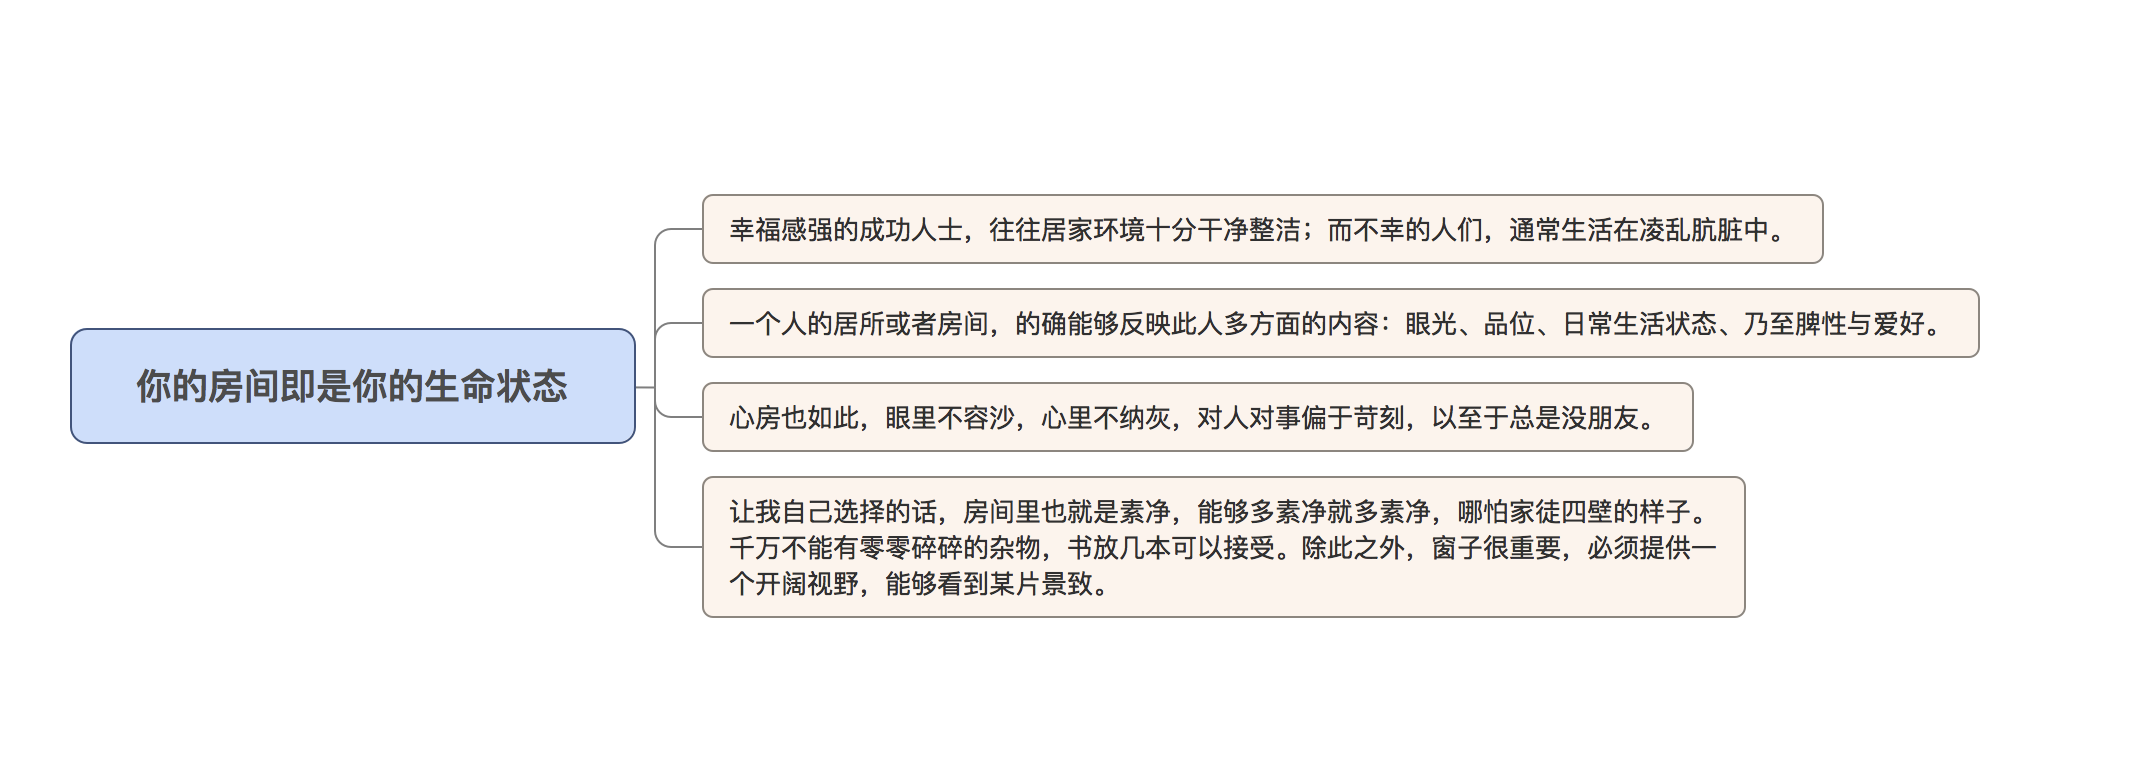 你的房间即是你的生命状态
幸福感强的成功人士，往往居家环境十分干净整洁；而不幸的人们，通常生活在凌乱肮脏中。
一个人的居所或者房间，的确能够反映此人多方面的内容：眼光、品位、日常生活状态、乃至脾性与爱好。
心房也如此，眼里不容沙，心里不纳灰，对人对事偏于苛刻，以至于总是没朋友。
让我自己选择的话，房间里也就是素净，能够多素净就多素净，哪怕家徒四壁的样子。
千万不能有零零碎碎的杂物，书放几本可以接受。除此之外，窗子很重要，必须提供一
个开阔视野，能够看到某片景致。